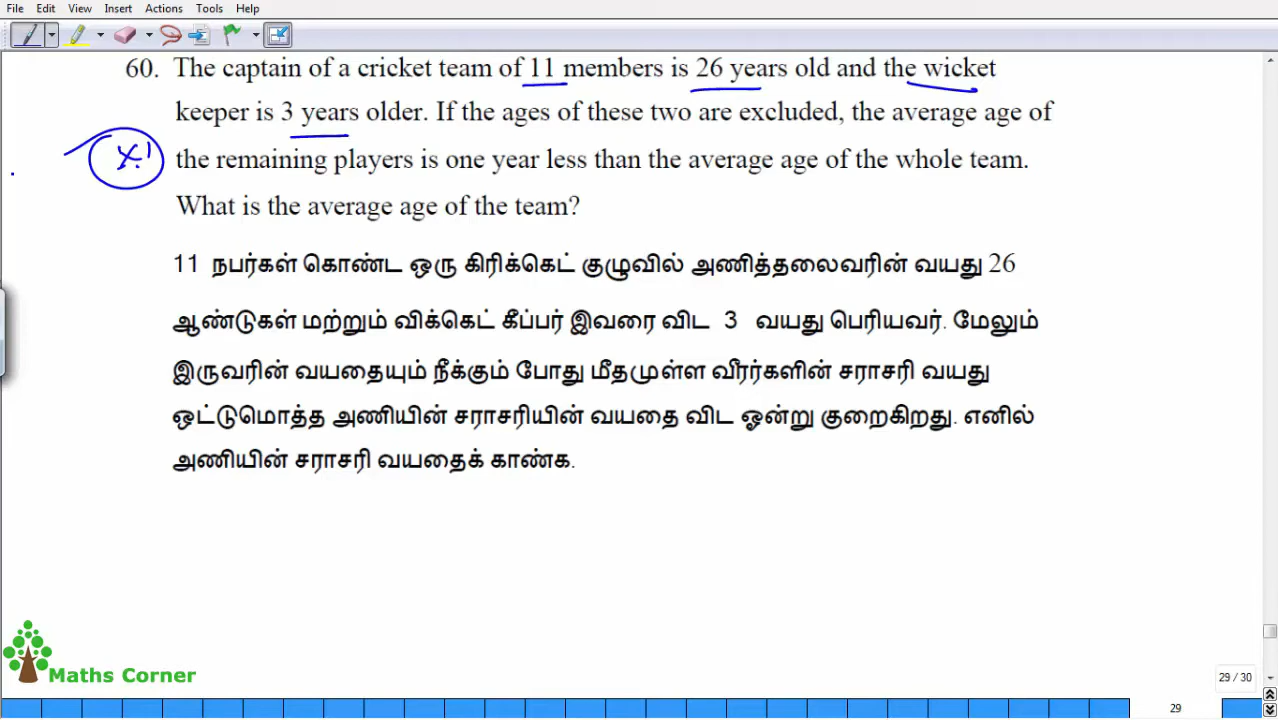 File Edit View Insert Actions Tools Help
60. The captain of a cricket team of 11 members is 26 years old and the wicket
keeper is 3 years older. If the ages of these two are excluded, the average age of
the remaining players is one year less than the average age of the whole team.
What is the average age of the team?
11 நபர்கள் கொண்ட ஒரு கிரிக்கெட் குழுவில் அணித்தலைவரின் வயது 26
ஆண்டுகள் மற்றும் விக்கெட் கீப்பர் இவரை விட 3 வயது பெரியவர். மேலும்
இருவரின் வயதையும் நீக்கும் போது மீதமுள்ள வீரர்களின் சராசரி வயது
ஒட்டுமொத்த அணியின் சராசரியின் வயதை விட ஒன்று குறைகிறது. எனில்
அணியின் சராசரி வயதைக் காண்க.
Maths Corner
29 / 30
29